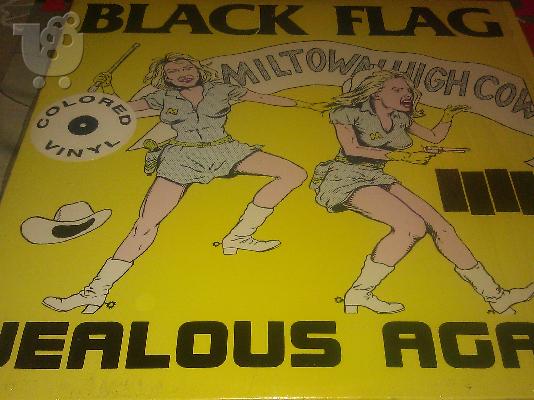 BLACK FLAG
MILTOWN HIGH COW
COLORED
VINYL
JEALOUS AGA